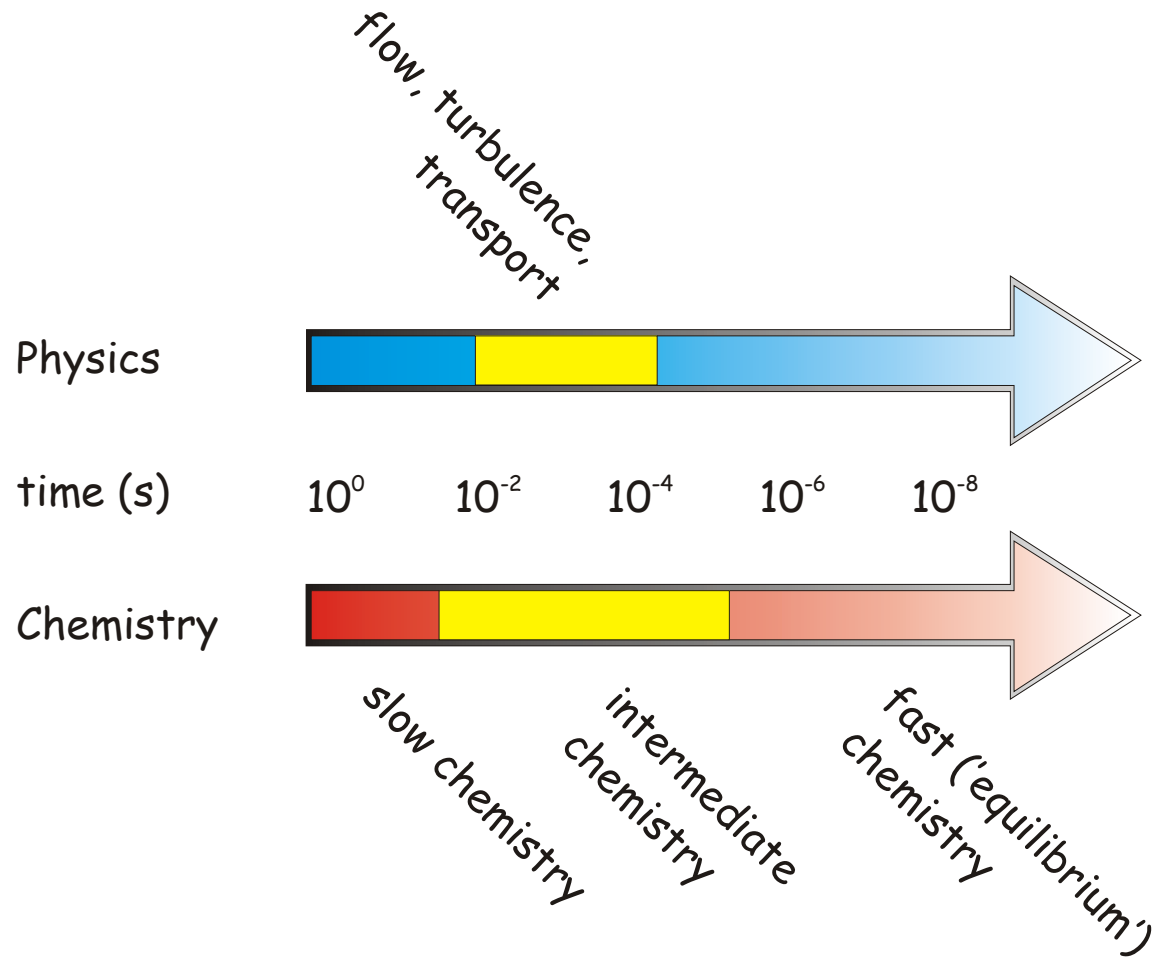 flow, turbulence,
transport
Physics
time (s) 10⁰ 10⁻² 10⁻⁴ 10⁻⁶ 10⁻⁸
Chemistry
slow chemistry
intermediate
chemistry
fast ('equilibrium')
chemistry